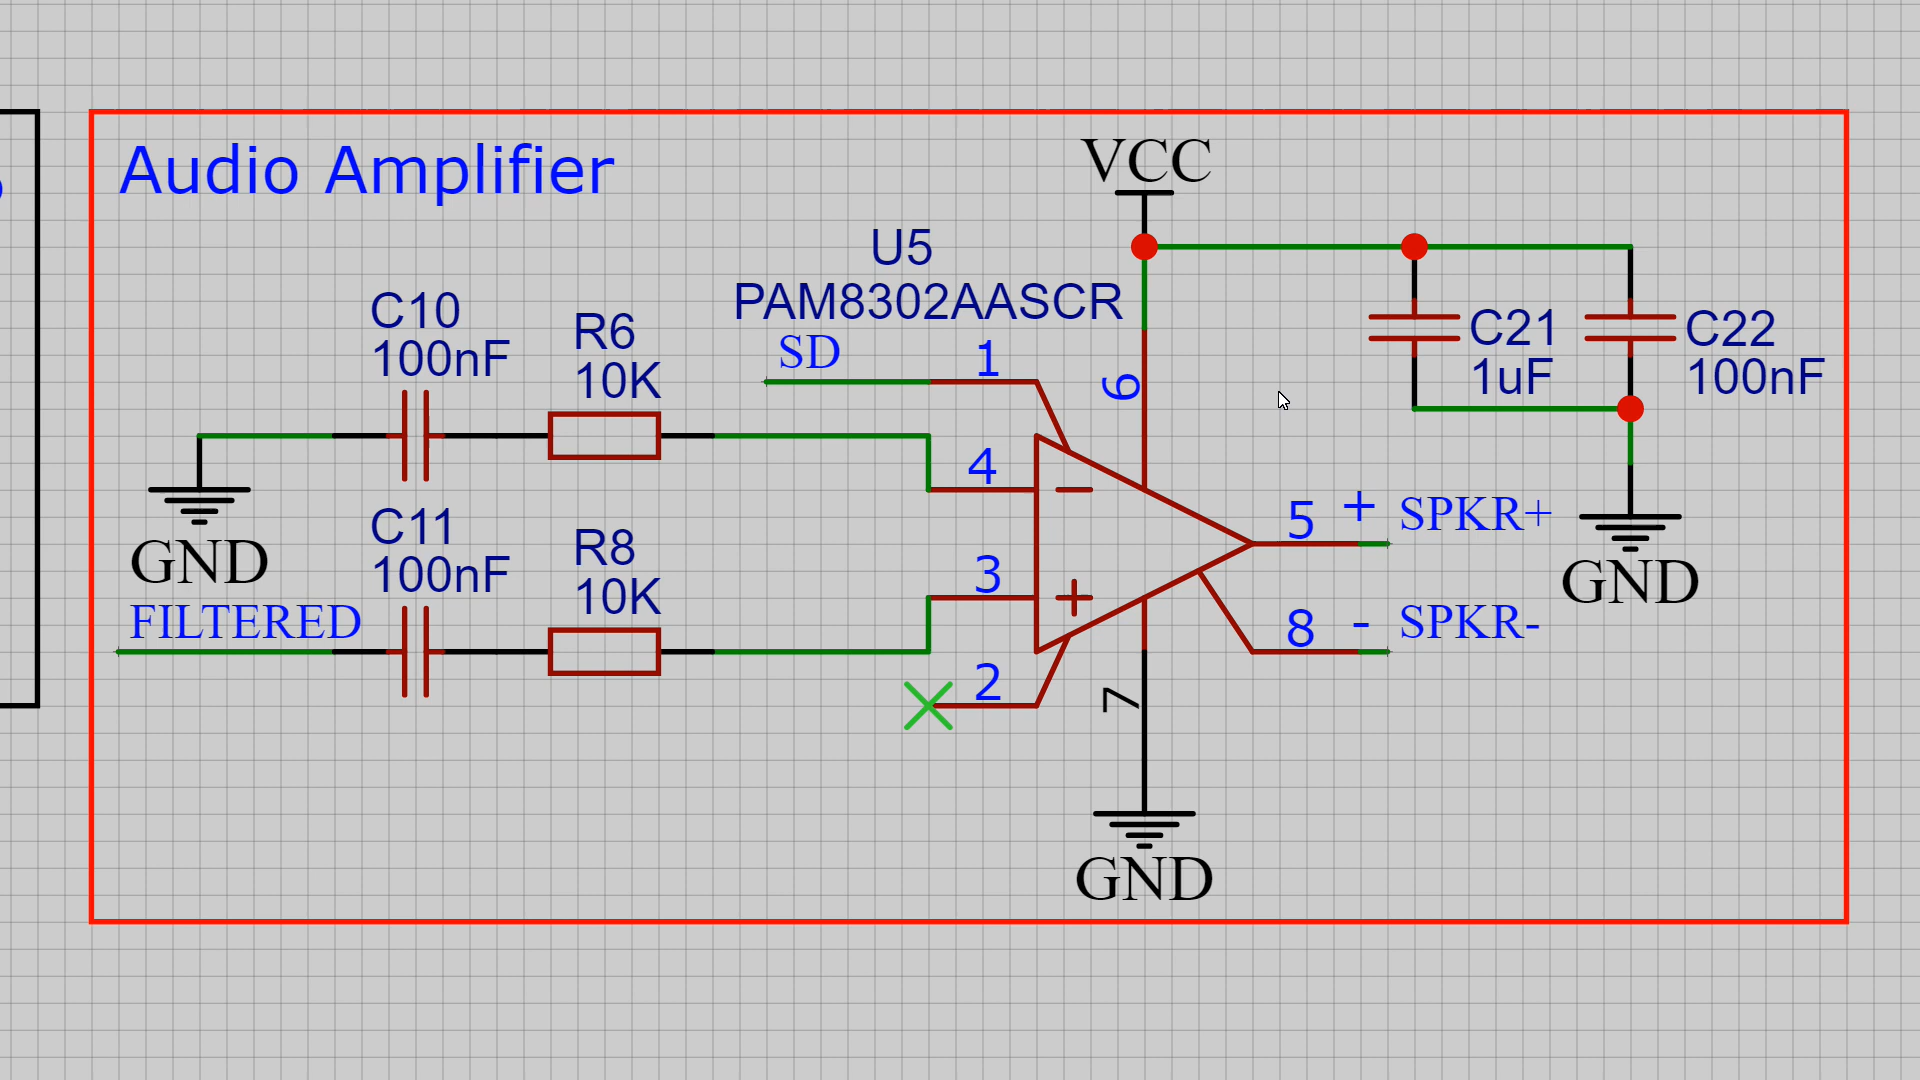 Audio Amplifier
VCC
U5
PAM8302AASCR
C10
100nF
R6
10K
SD
1
6
C21
1uF
C22
100nF
4
GND
C11
100nF
R8
10K
3
5
+
SPKR+
GND
FILTERED
8
-
SPKR-
2
7
GND